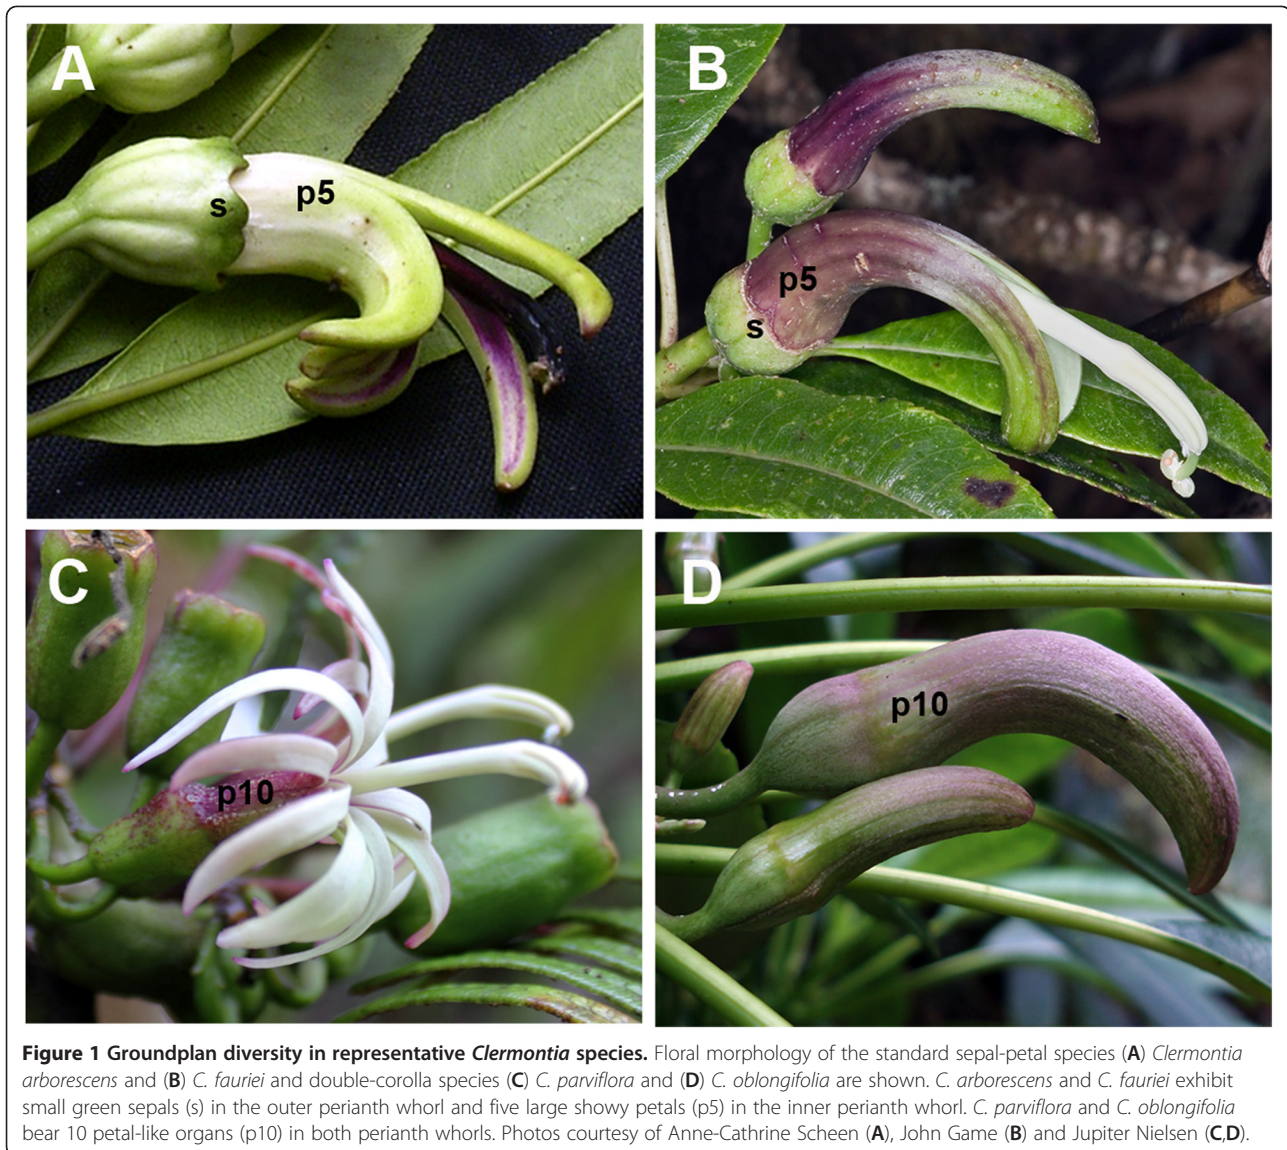 A
s
p5
B
p5
s
C
p10
D
p10
Figure 1 Groundplan diversity in representative Clermontia species. Floral morphology of the standard sepal-petal species (A) Clermontia
arborescens and (B) C. fauriei and double-corolla species (C) C. parviflora and (D) C. oblongifolia are shown. C. arborescens and C. fauriei exhibit
small green sepals (s) in the outer perianth whorl and five large showy petals (p5) in the inner perianth whorl. C. parviflora and C. oblongifolia
bear 10 petal-like organs (p10) in both perianth whorls. Photos courtesy of Anne-Cathrine Scheen (A), John Game (B) and Jupiter Nielsen (C,D).